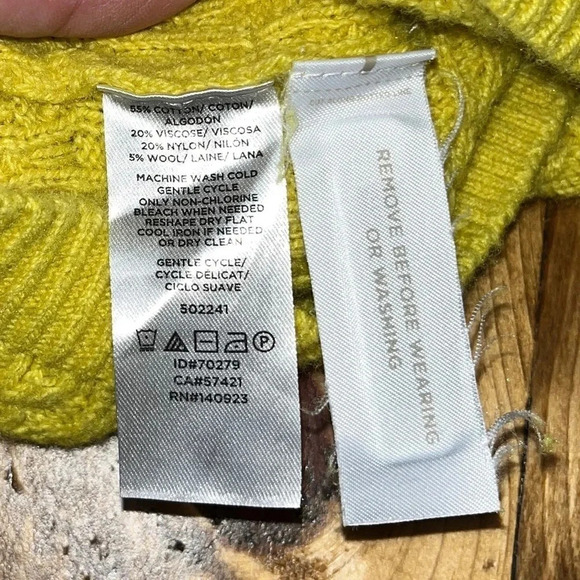 55% COTTON/ COTON/
ALGODÓN
20% VISCOSE/ VISCOSA
20% NYLON/ NILÓN
5% WOOL/ LAINE/ LANA
MACHINE WASH COLD
GENTLE CYCLE
ONLY NON-CHLORINE
BLEACH WHEN NEEDED
RESHAPE DRY FLAT
COOL IRON IF NEEDED
OR DRY CLEAN
GENTLE CYCLE/
CYCLE DÉLICAT/
CICLO SUAVE
502241
P
ID#70279
CA#57421
RN#140923
REMOVE BEFORE WEARING
OR WASHING